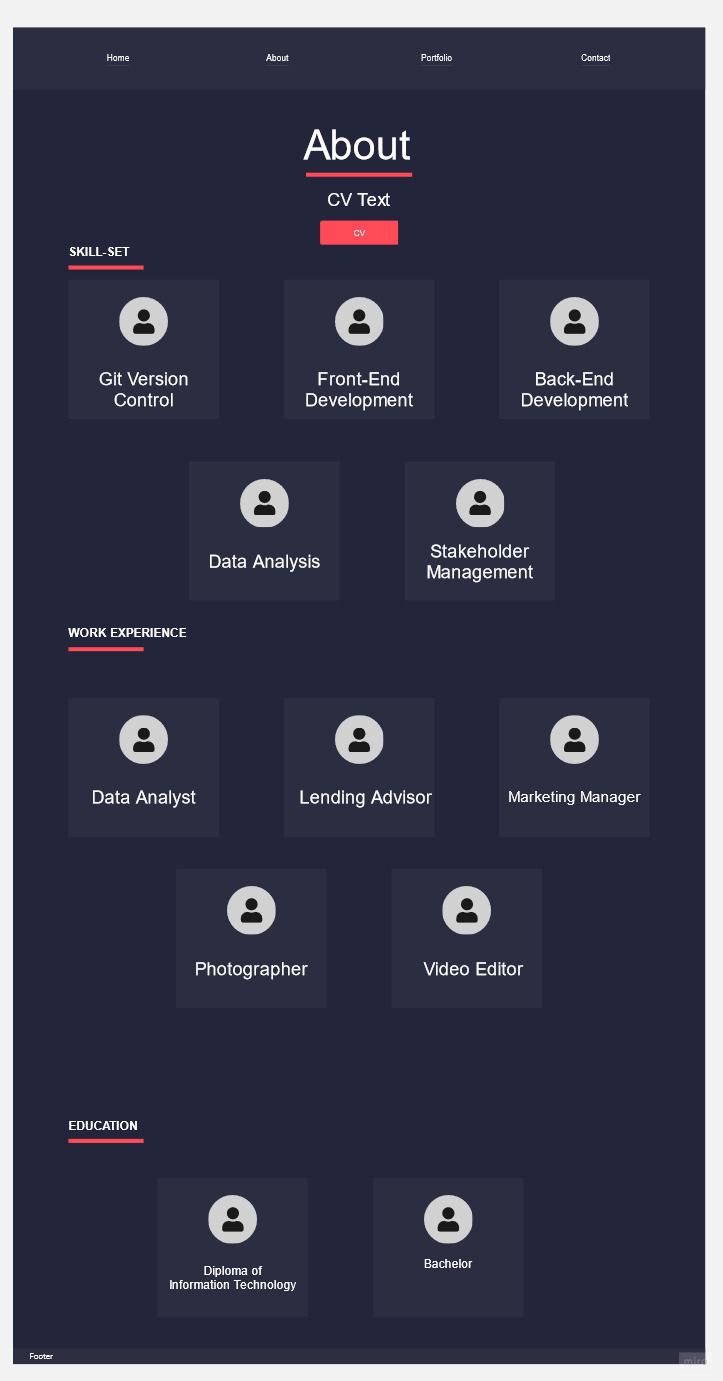 Home
About
Portfolio
Contact
About
CV Text
CV
SKILL-SET
Git Version
Control
Front-End
Development
Back-End
Development
Data Analysis
Stakeholder
Management
WORK EXPERIENCE
Data Analyst
Lending Advisor
Marketing Manager
Photographer
Video Editor
EDUCATION
Diploma of
Information Technology
Bachelor
Footer
miro